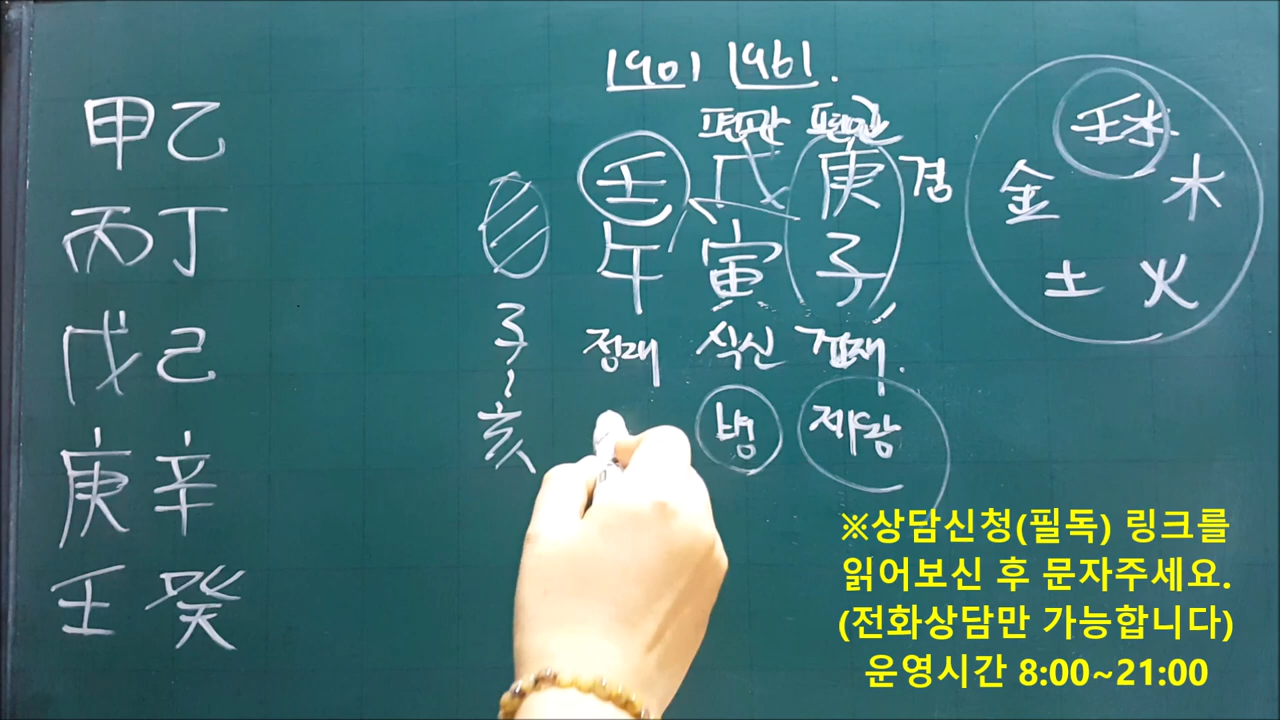 1901 1961.
甲乙
丙丁
戊己
庚辛
壬癸
子
~
亥
편관 편인
壬 戊 庚 경
午 寅 子
정재 식신 겁재.
병 제왕
壬水
金 木
土 火
※상담신청(필독) 링크를
읽어보신 후 문자주세요.
(전화상담만 가능합니다)
운영시간 8:00~21:00